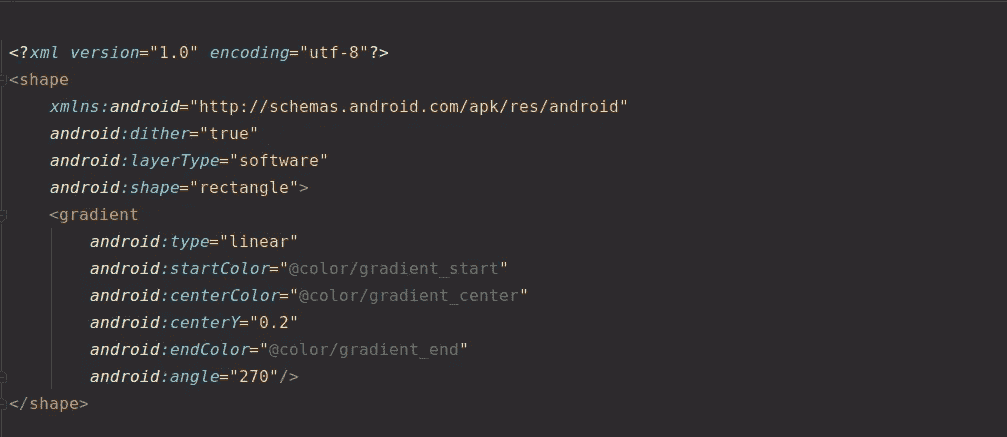 <?xml version="1.0" encoding="utf-8"?>
<shape
    xmlns:android="http://schemas.android.com/apk/res/android"
    android:dither="true"
    android:layerType="software"
    android:shape="rectangle">
    <gradient
        android:type="linear"
        android:startColor="@color/gradient_start"
        android:centerColor="@color/gradient_center"
        android:centerY="0.2"
        android:endColor="@color/gradient_end"
        android:angle="270"/>
</shape>